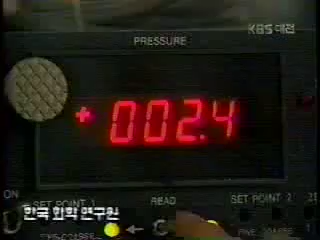 KBS 대전
PRESSURE
+ 002.4
ON
SET POINT 1
READ
SET POINT 2
한국 화학 연구원